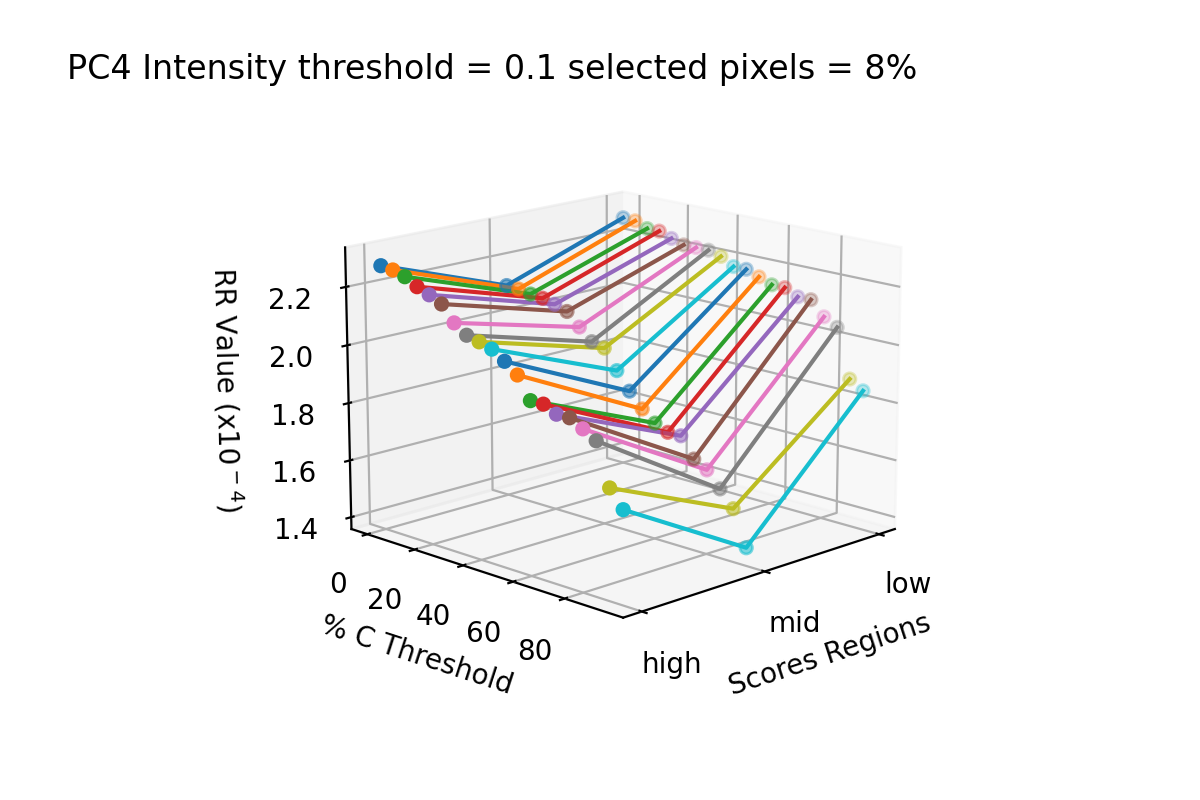 PC4 Intensity threshold = 0.1 selected pixels = 8%
RR Value (x10⁻⁴)
2.2
2.0
1.8
1.6
1.4
0
20
40
60
80
% C Threshold
high
mid
low
Scores Regions